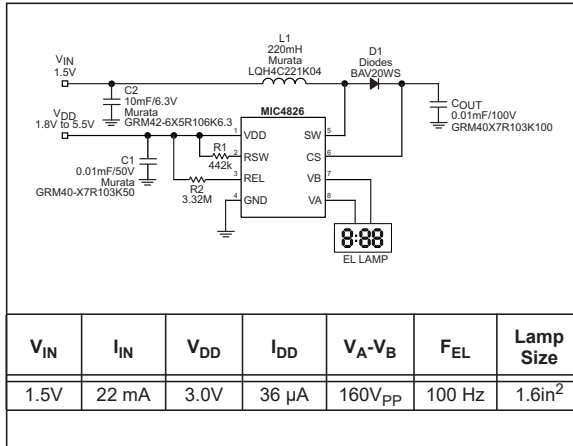 L1
220mH
Murata
LQH4C221K04
D1
Diodes
BAV20WS
VIN
1.5V
C2
10mF/6.3V
Murata
GRM42-6X5R106K6.3
COUT
0.01mF/100V
GRM40X7R103K100
VDD
1.8V to 5.5V
C1
0.01mF/50V
Murata
GRM40-X7R103K50
R1
442k
R2
3.32M
MIC4826
1 VDD SW 5
2 RSW CS 6
3 REL VB 7
4 GND VA 8
8:88
EL LAMP
VIN IIN VDD IDD VA-VB FEL Lamp Size
1.5V 22 mA 3.0V 36 µA 160VPP 100 Hz 1.6in2